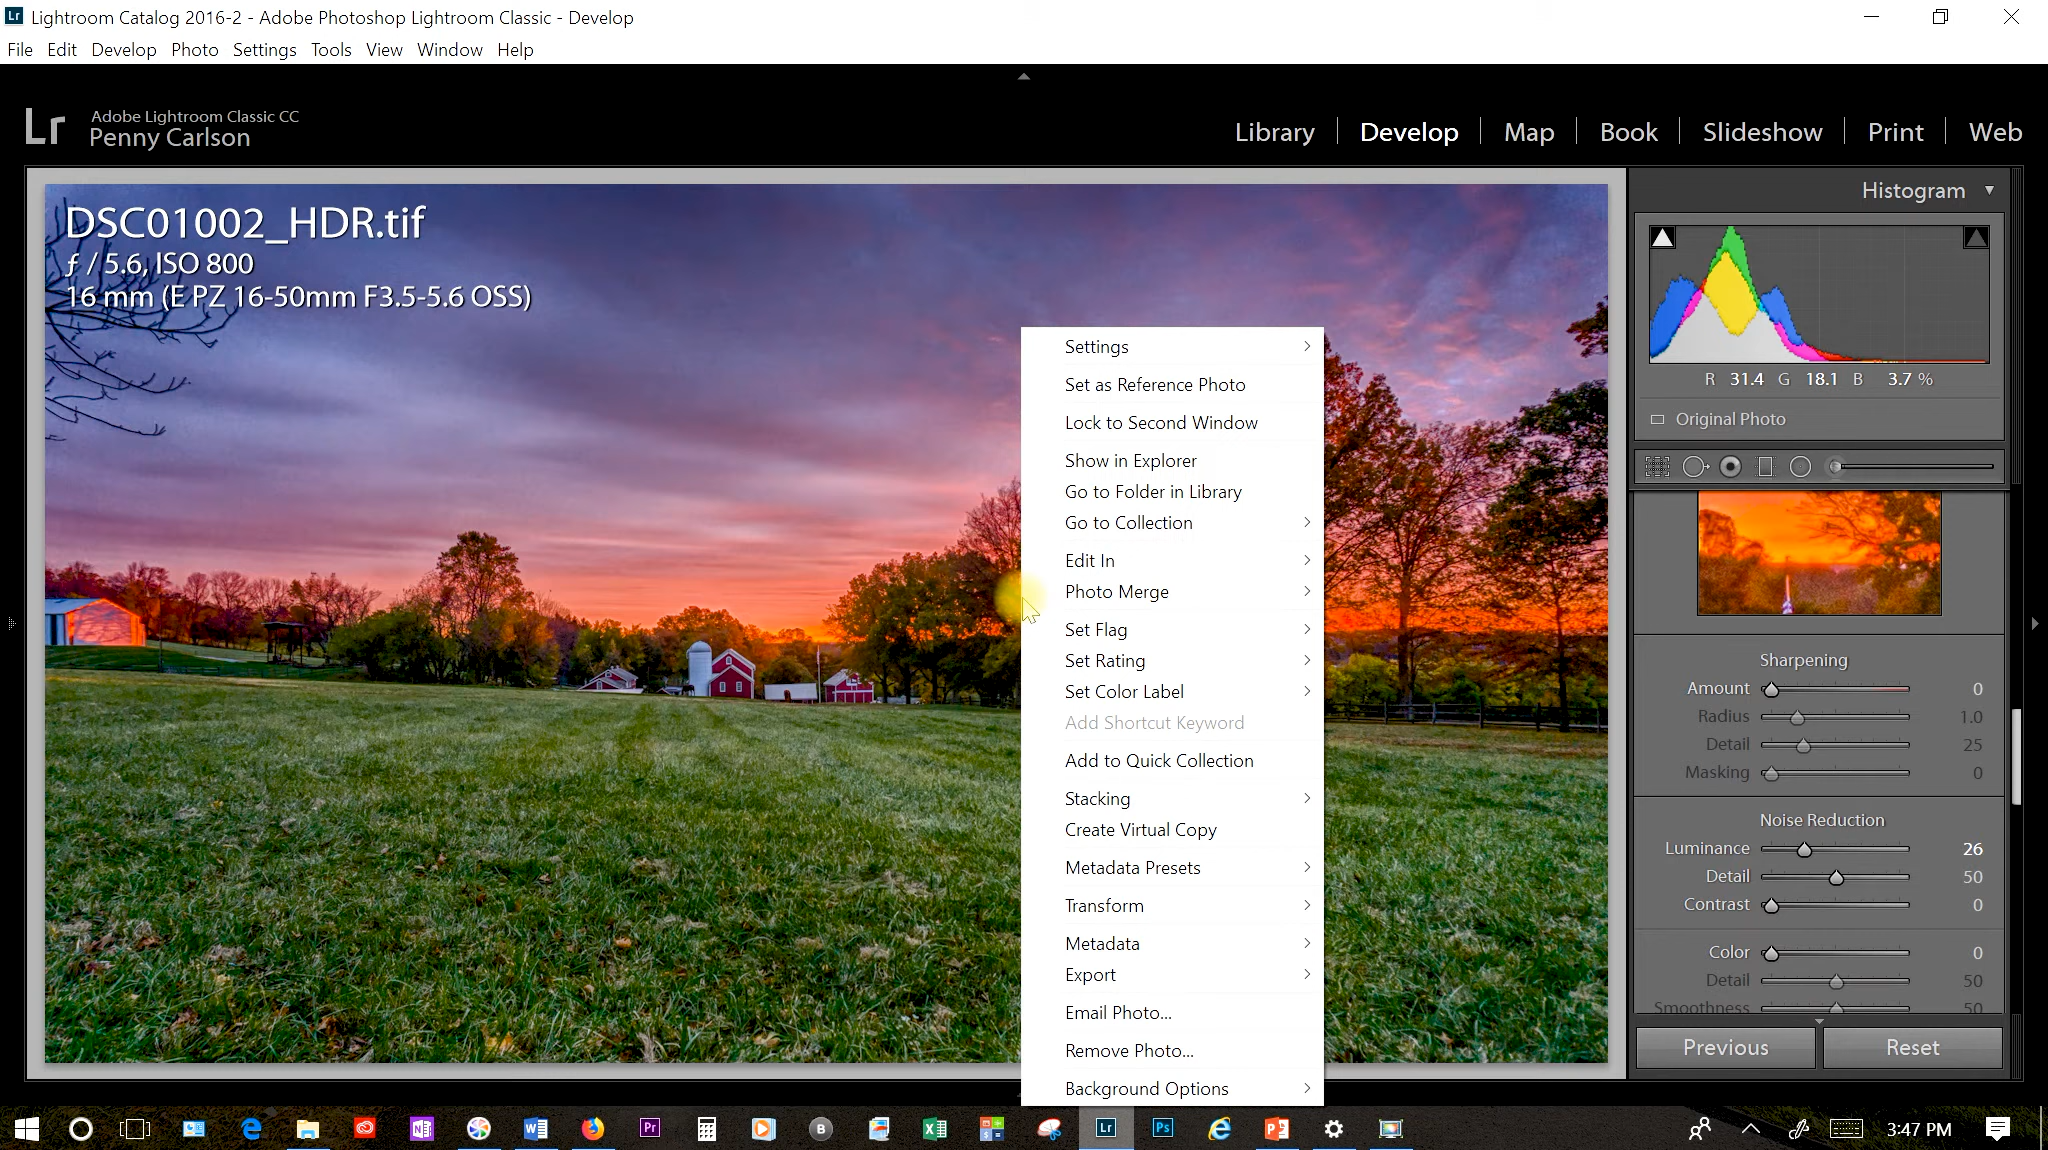 Lightroom Catalog 2016-2 - Adobe Photoshop Lightroom Classic - Develop
File Edit Develop Photo Settings Tools View Window Help
Lr
Adobe Lightroom Classic CC
Penny Carlson
Library | Develop | Map | Book | Slideshow | Print | Web
DSC01002_HDR.tif
ƒ / 5.6, ISO 800
16 mm (E PZ 16-50mm F3.5-5.6 OSS)
Settings
Set as Reference Photo
Lock to Second Window
Show in Explorer
Go to Folder in Library
Go to Collection
Edit In
Photo Merge
Set Flag
Set Rating
Set Color Label
Add Shortcut Keyword
Add to Quick Collection
Stacking
Create Virtual Copy
Metadata Presets
Transform
Metadata
Export
Email Photo...
Remove Photo...
Background Options
Histogram
R 31.4 G 18.1 B 3.7 %
Original Photo
Sharpening
Amount 0
Radius 1.0
Detail 25
Masking 0
Noise Reduction
Luminance 26
Detail 50
Contrast 0
Color 0
Detail 50
Smoothness 50
Previous Reset
3:47 PM